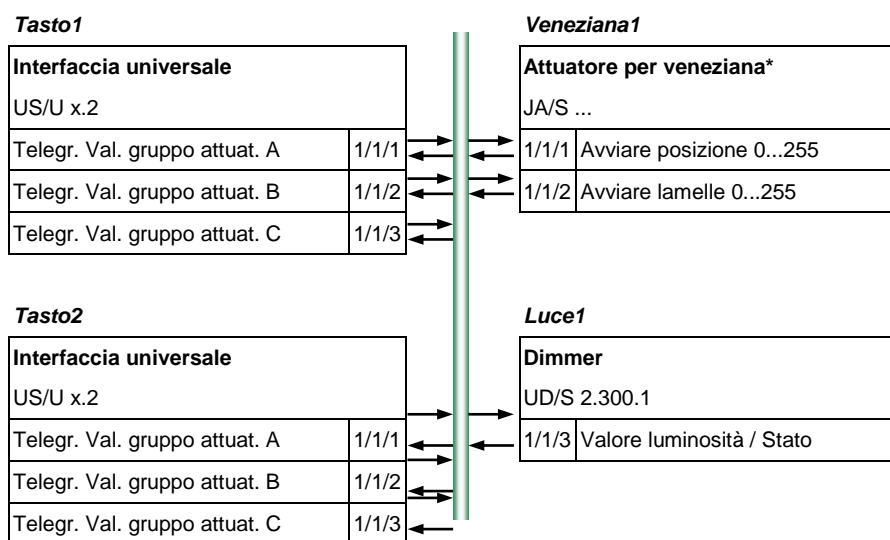 Tasto1
Interfaccia universale
US/U x.2
Telegr. Val. gruppo attuat. A 1/1/1
Telegr. Val. gruppo attuat. B 1/1/2
Telegr. Val. gruppo attuat. C 1/1/3
Veneziana1
Attuatore per veneziana*
JA/S ...
1/1/1 Avviare posizione 0...255
1/1/2 Avviare lamelle 0...255
Tasto2
Interfaccia universale
US/U x.2
Telegr. Val. gruppo attuat. A 1/1/1
Telegr. Val. gruppo attuat. B 1/1/2
Telegr. Val. gruppo attuat. C 1/1/3
Luce1
Dimmer
UD/S 2.300.1
1/1/3 Valore luminosità / Stato